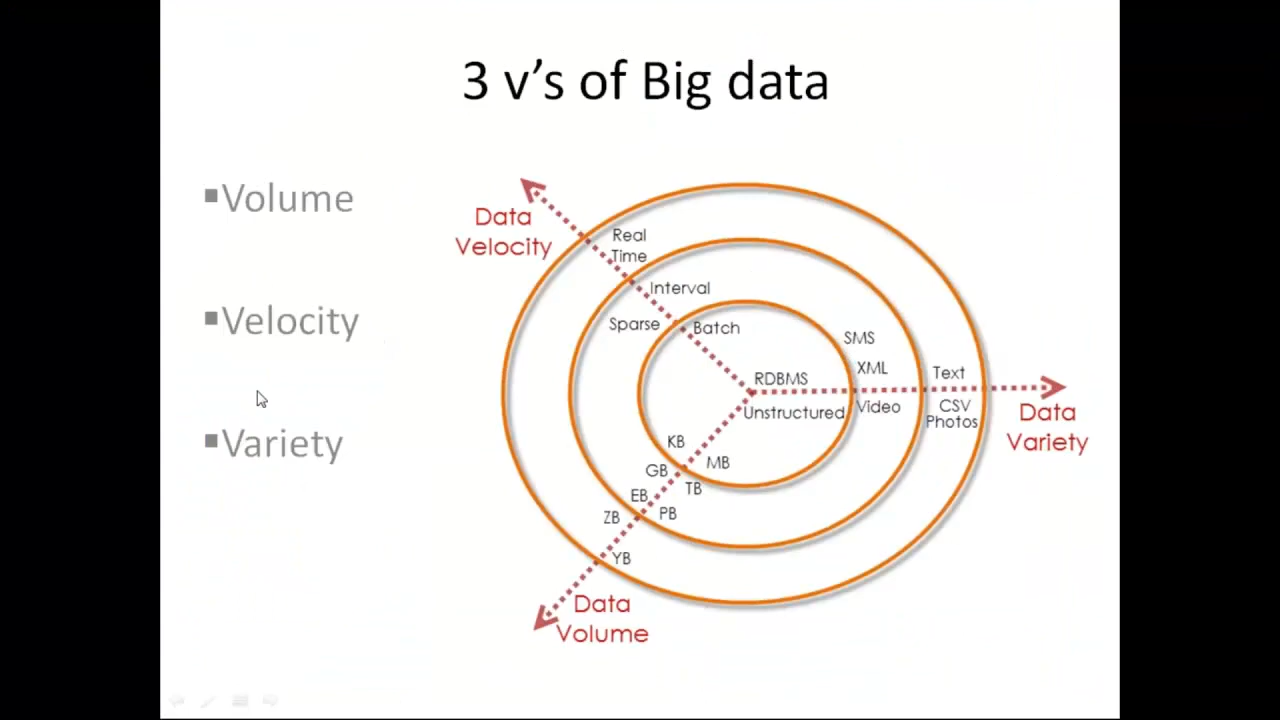 3 v’s of Big data
▪Volume
▪Velocity
▪Variety
Data
Velocity
Real
Time
Interval
Sparse
Batch
SMS
XML
Text
RDBMS
Unstructured
Video
CSV
Photos
Data
Variety
KB
MB
GB
TB
EB
PB
ZB
YB
Data
Volume